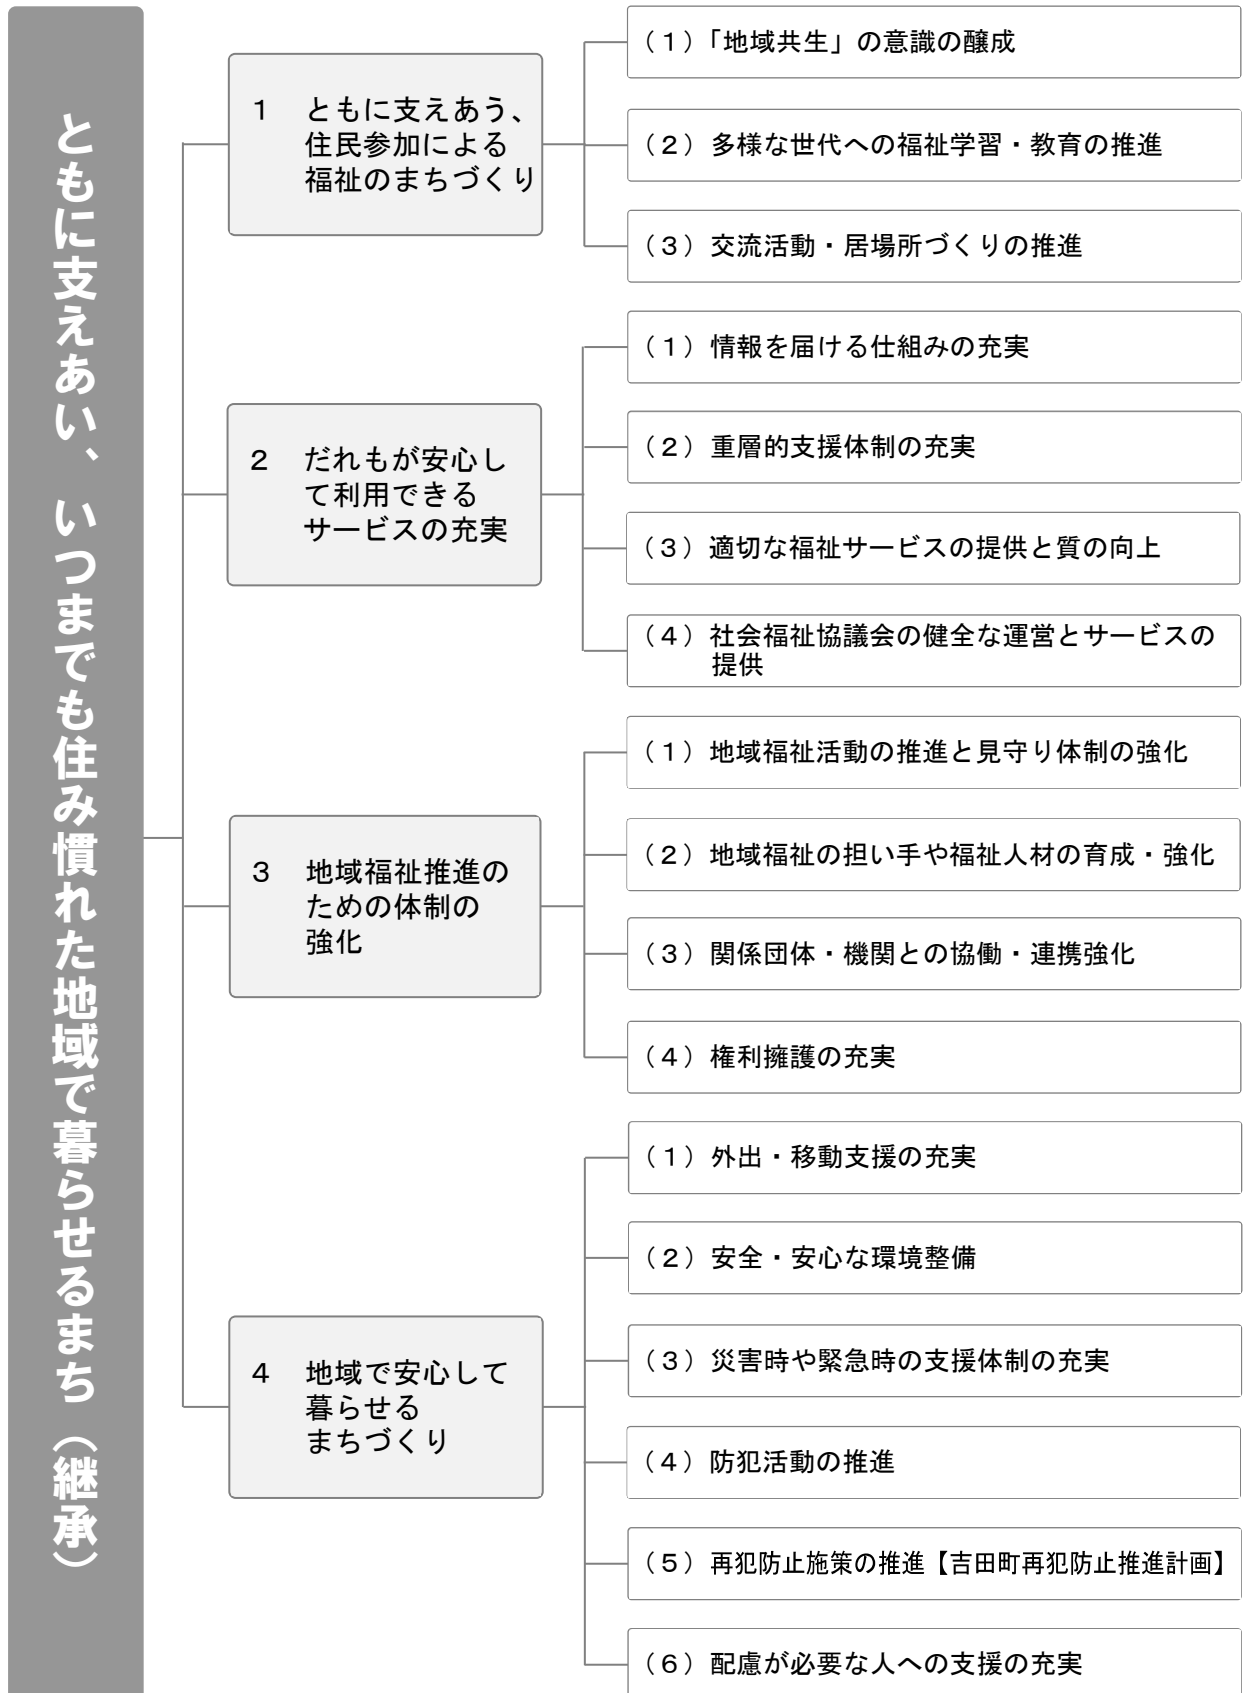 ともに支えあい、いつまでも住み慣れた地域で暮らせるまち（継承）
1　ともに支えあう、
住民参加による
福祉のまちづくり
（１）「地域共生」の意識の醸成
（２）多様な世代への福祉学習・教育の推進
（３）交流活動・居場所づくりの推進
2　だれもが安心し
て利用できる
サービスの充実
（１）情報を届ける仕組みの充実
（２）重層的支援体制の充実
（３）適切な福祉サービスの提供と質の向上
（４）社会福祉協議会の健全な運営とサービスの
提供
3　地域福祉推進の
ための体制の
強化
（１）地域福祉活動の推進と見守り体制の強化
（２）地域福祉の担い手や福祉人材の育成・強化
（３）関係団体・機関との協働・連携強化
（４）権利擁護の充実
4　地域で安心して
暮らせる
まちづくり
（１）外出・移動支援の充実
（２）安全・安心な環境整備
（３）災害時や緊急時の支援体制の充実
（４）防犯活動の推進
（５）再犯防止施策の推進【吉田町再犯防止推進計画】
（６）配慮が必要な人への支援の充実